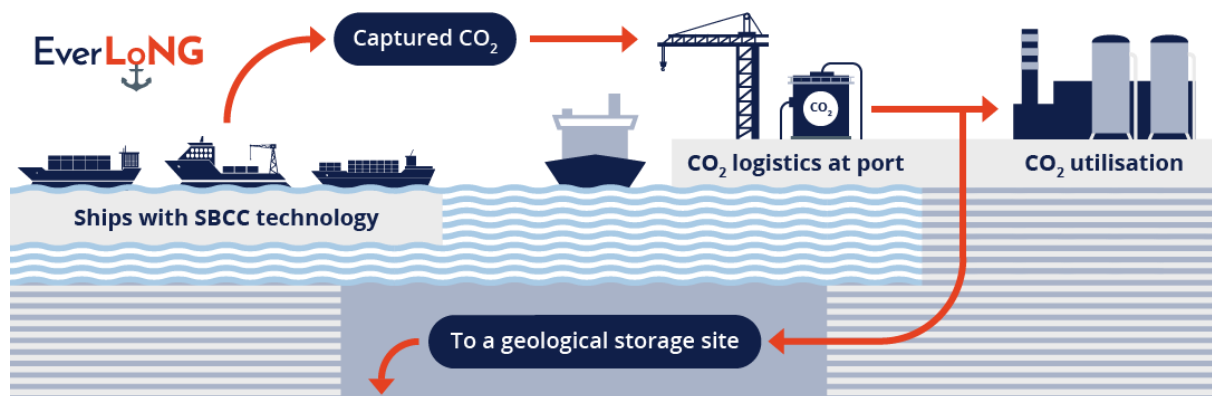 EverLoNG
Captured CO₂
CO₂
CO₂ logistics at port
CO₂ utilisation
Ships with SBCC technology
To a geological storage site